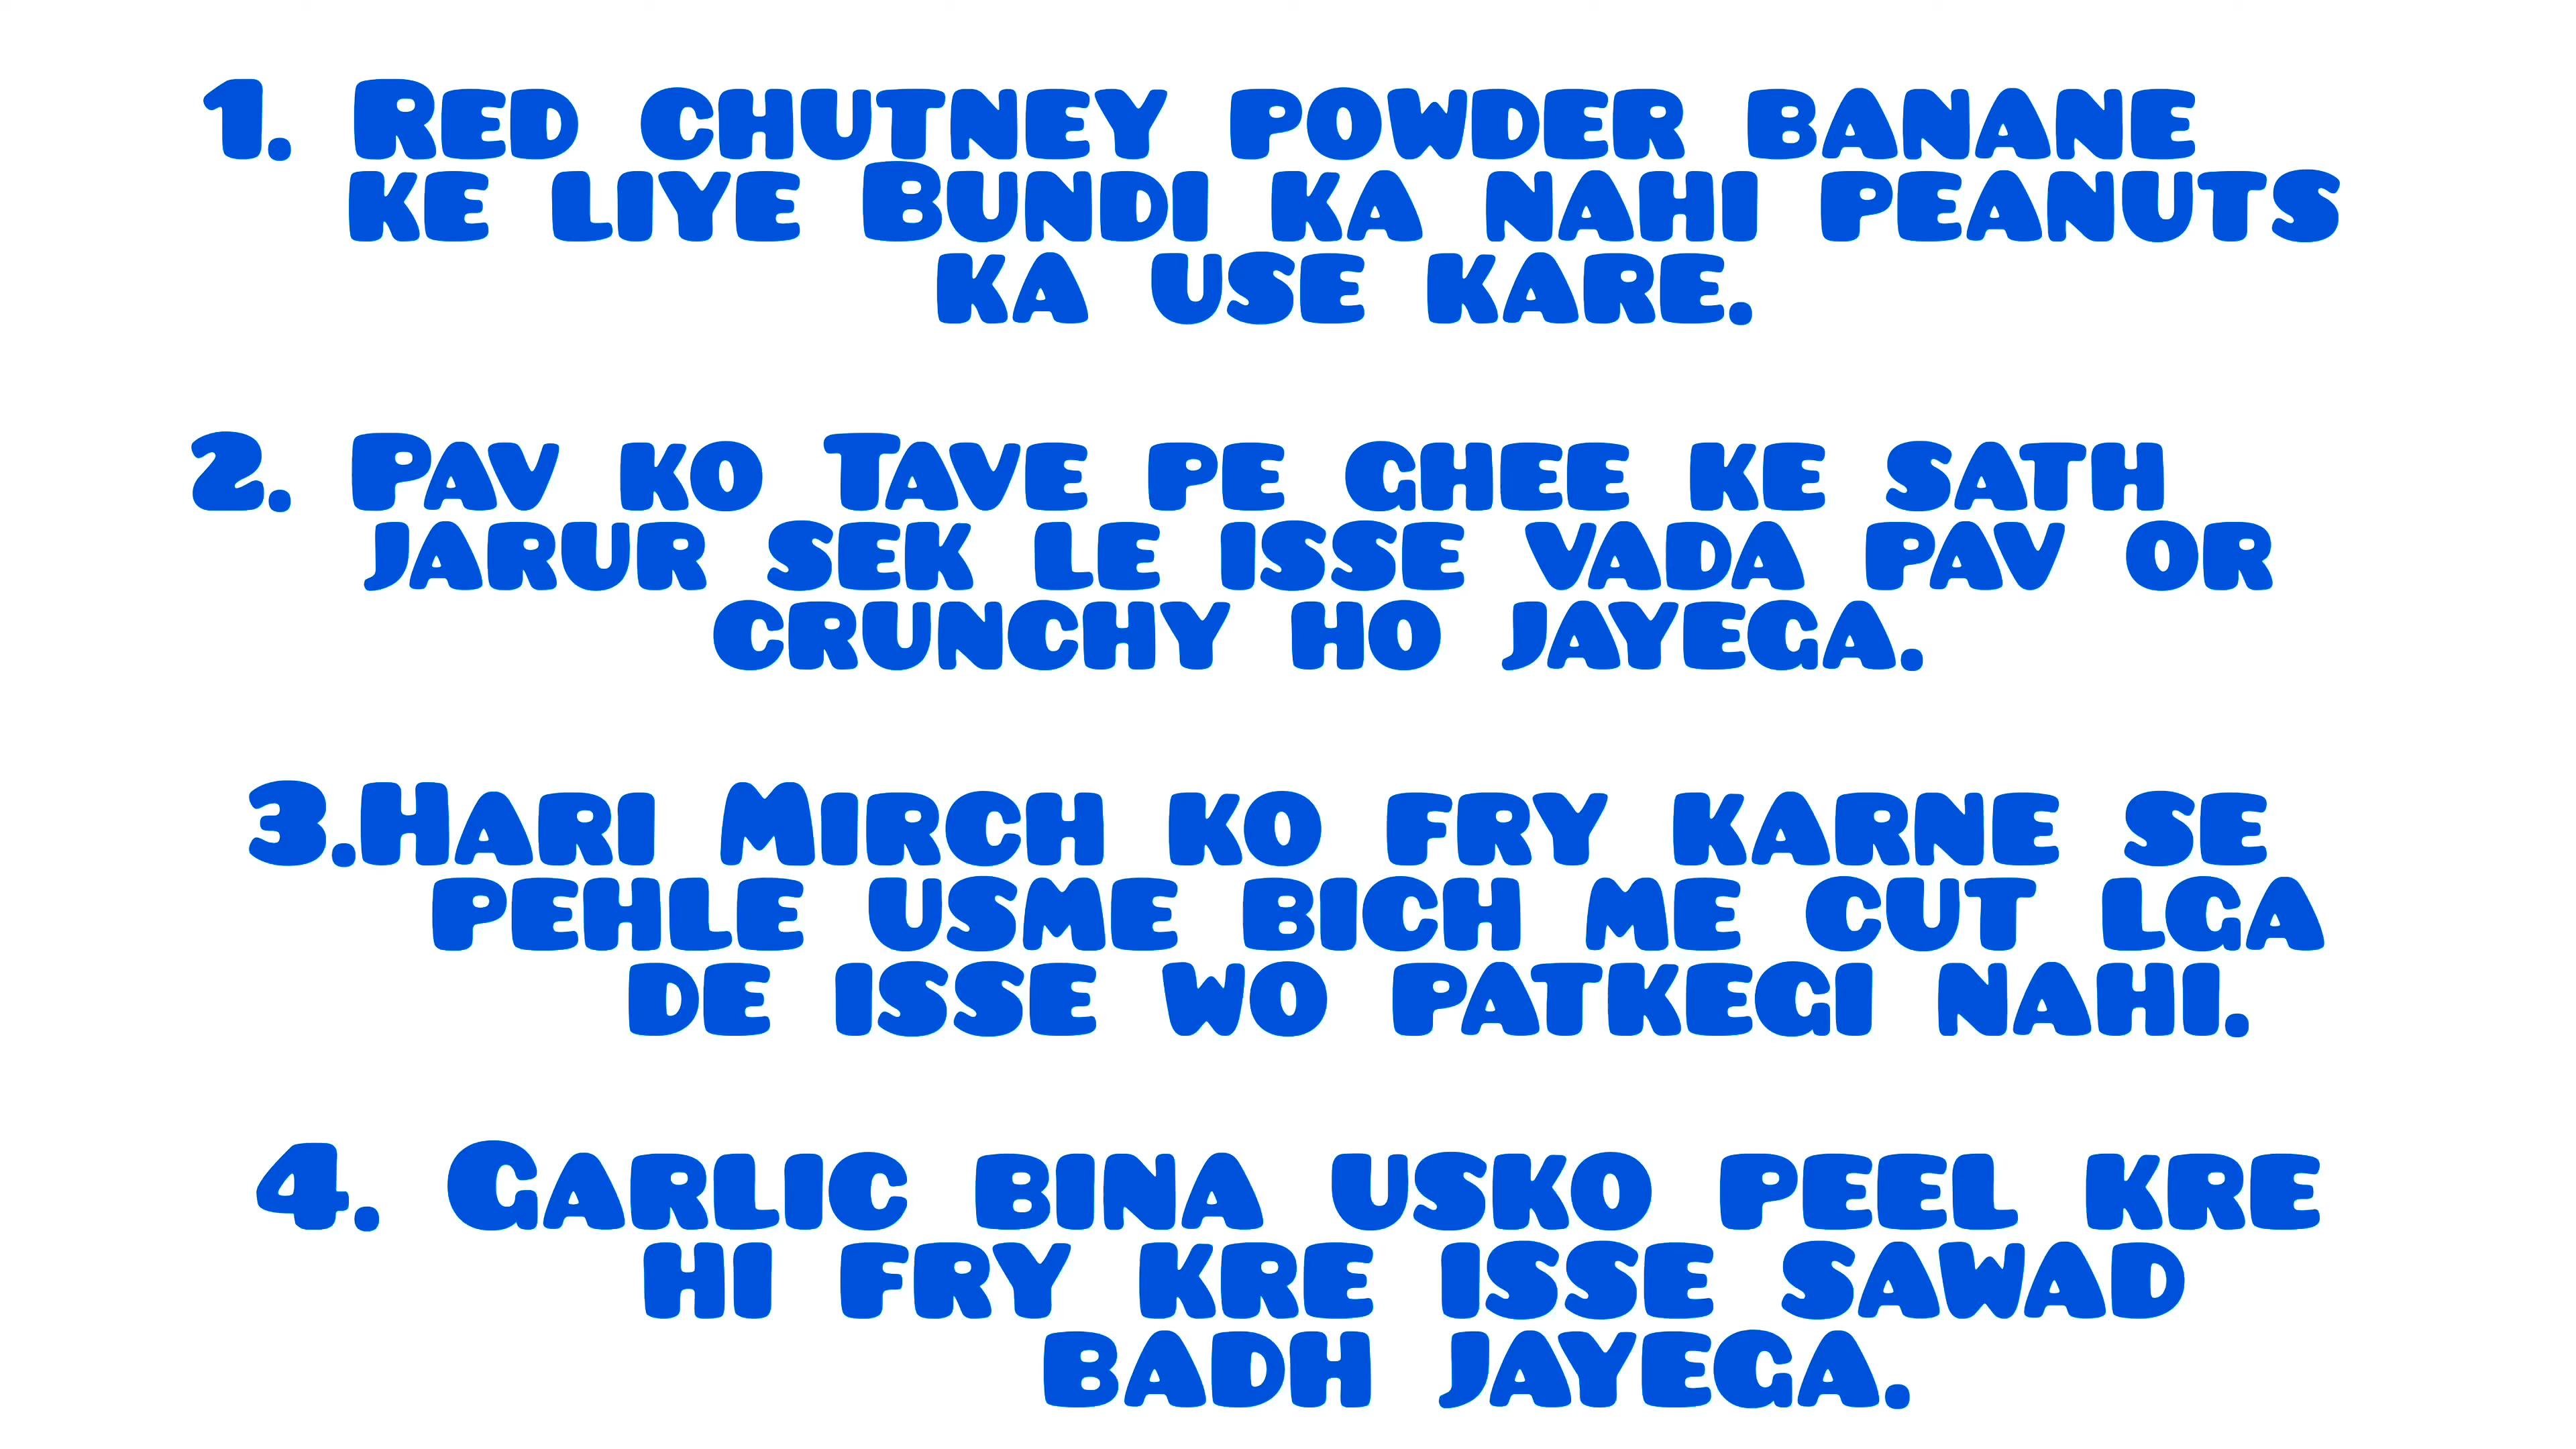 1. Red chutney powder banane
ke liye Bundi ka nahi peanuts
ka use kare.
2. Pav ko Tave pe ghee ke sath
jarur sek le isse vada pav or
crunchy ho jayega.
3.Hari Mirch ko fry karne se
pehle usme bich me cut lga
de isse wo patkegi nahi.
4. Garlic bina usko peel kre
hi fry kre isse sawad
badh jayega.